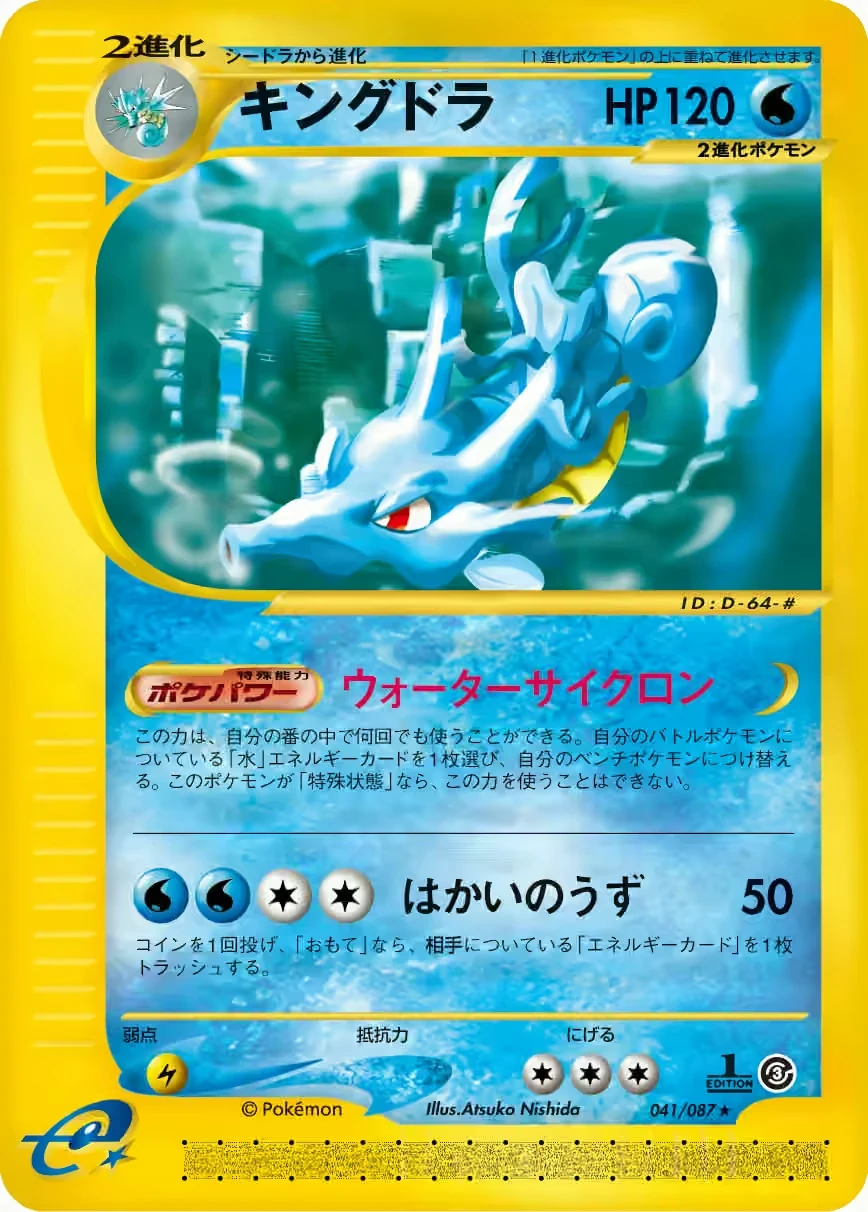 2進化
シードラから進化
「1進化ポケモン」の上に重ねて進化させます。
キングドラ
HP120
2進化ポケモン
ID:D-64-#
特殊能力
ポケパワー
ウォーターサイクロン
この力は、自分の番の中で何回でも使うことができる。自分のバトルポケモンに
ついている「水」エネルギーカードを1枚選び、自分のベンチポケモンにつけ替え
る。このポケモンが「特殊状態」なら、この力を使うことはできない。
はかいのうず
50
コインを1回投げ、「おもて」なら、相手についている「エネルギーカード」を1枚
トラッシュする。
弱点
抵抗力
にげる
1
EDITION
3
© Pokémon
Illus.Atsuko Nishida
041/087★
e